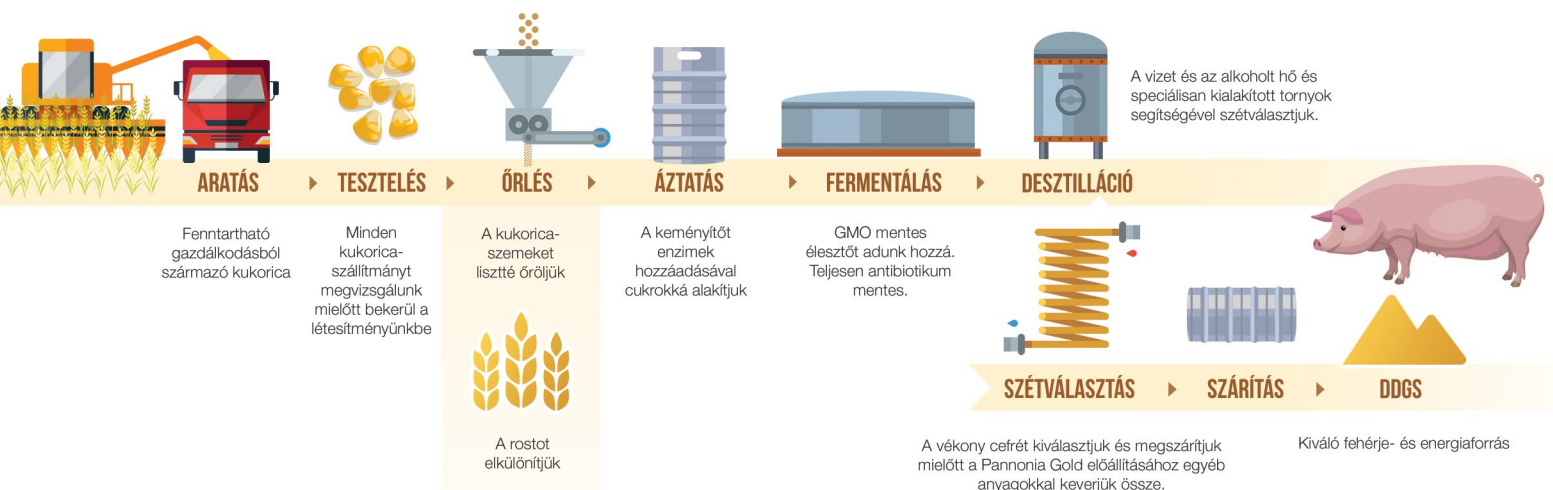 A vizet és az alkoholt hő és
speciálisan kialakított tornyok
segítségével szétválasztjuk.
ARATÁS
TESZTELÉS
ŐRLÉS
ÁZTATÁS
FERMENTÁLÁS
DESZTILLÁCIÓ
Fenntartható
gazdálkodásból
származó kukorica
Minden
kukorica-
szállítmányt
megvizsgálunk
mielőtt bekerül a
létesítményünkbe
A kukorica-
szemeket
lisztté őröljük
A rostot
elkülönítjük
A keményítőt
enzimek
hozzáadásával
cukrokká alakítjuk
GMO mentes
élesztőt adunk hozzá.
Teljesen antibiotikum
mentes.
SZÉTVÁLASZTÁS
SZÁRÍTÁS
DDGS
A vékony cefrét kiválasztjuk és megszárítjuk
mielőtt a Pannonia Gold előállításához egyéb
anyagokkal keverjük össze.
Kiváló fehérje- és energiaforrás